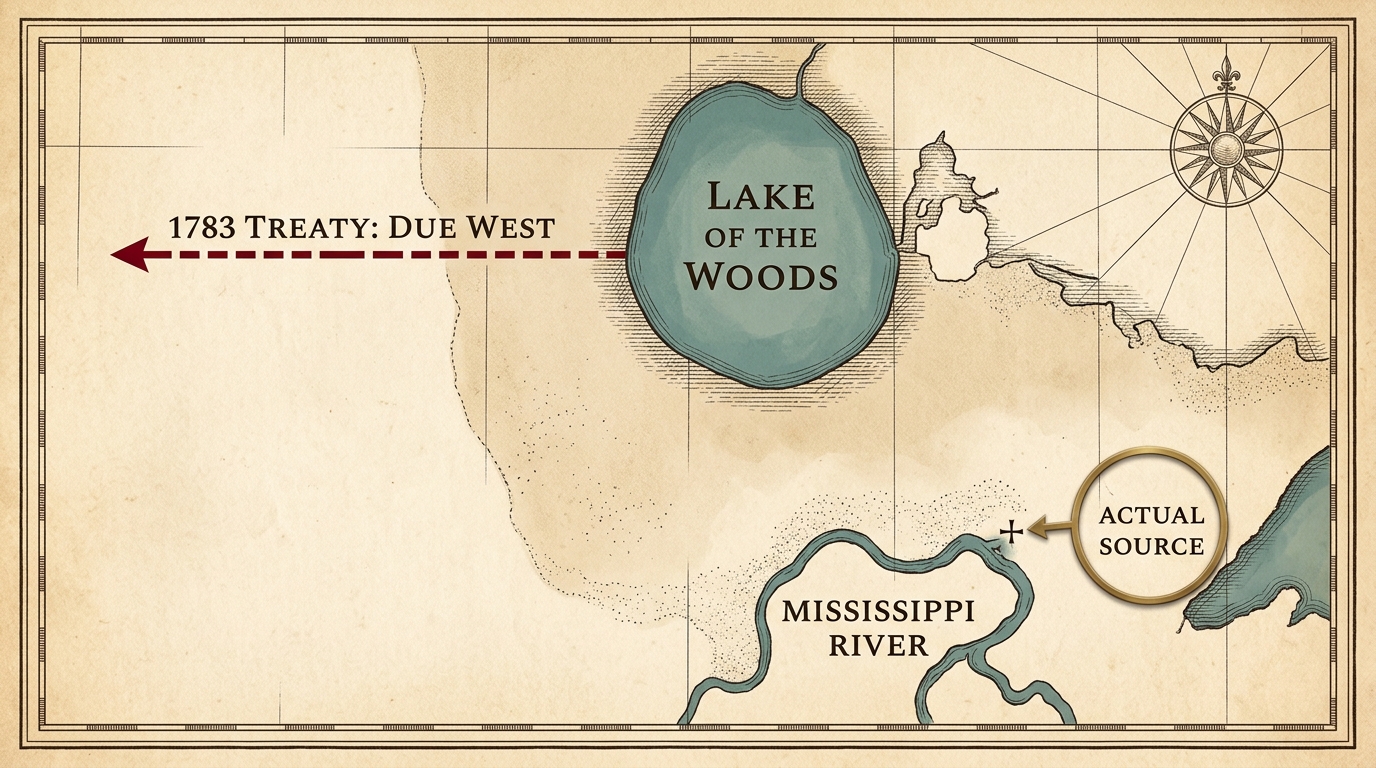 1783 Treaty: Due West
Lake
of the
Woods
Actual
Source
Mississippi
River